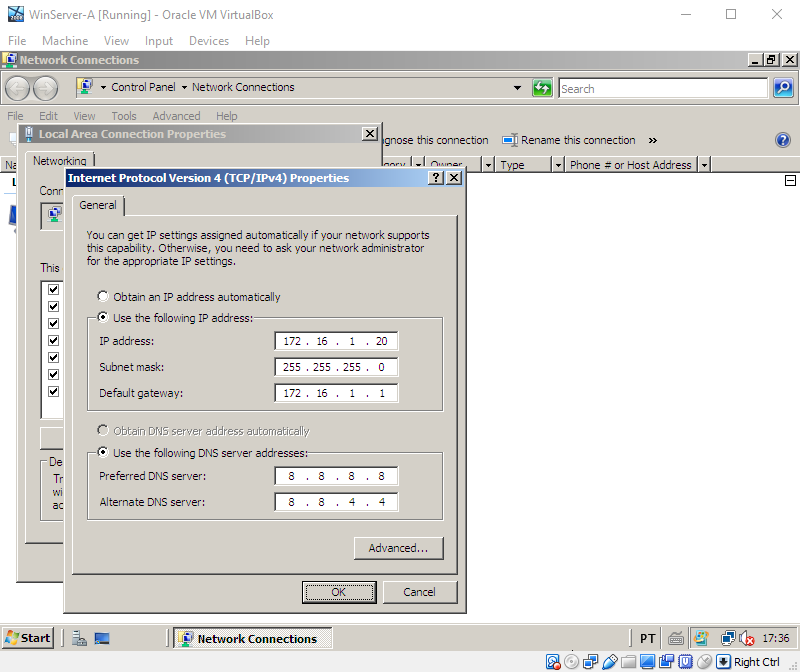 WinServer-A [Running] - Oracle VM VirtualBox
File Machine View Input Devices Help
Network Connections
Control Panel Network Connections Search
File Edit View Tools Advanced Help
Local Area Connection Properties
gnose this connection Rename this connection »
Networking
Na gory Owner Type Phone # or Host Address
Internet Protocol Version 4 (TCP/IPv4) Properties
General
Conn
You can get IP settings assigned automatically if your network supports
this capability. Otherwise, you need to ask your network administrator
for the appropriate IP settings.
This
Obtain an IP address automatically
Use the following IP address:
IP address: 172 . 16 . 1 . 20
Subnet mask: 255 . 255 . 255 . 0
Default gateway: 172 . 16 . 1 . 1
Obtain DNS server address automatically
Use the following DNS server addresses:
De
Preferred DNS server: 8 . 8 . 8 . 8
Tr
wi
Alternate DNS server: 8 . 8 . 4 . 4
ac
Advanced...
OK Cancel
Start Network Connections PT 17:36
Right Ctrl